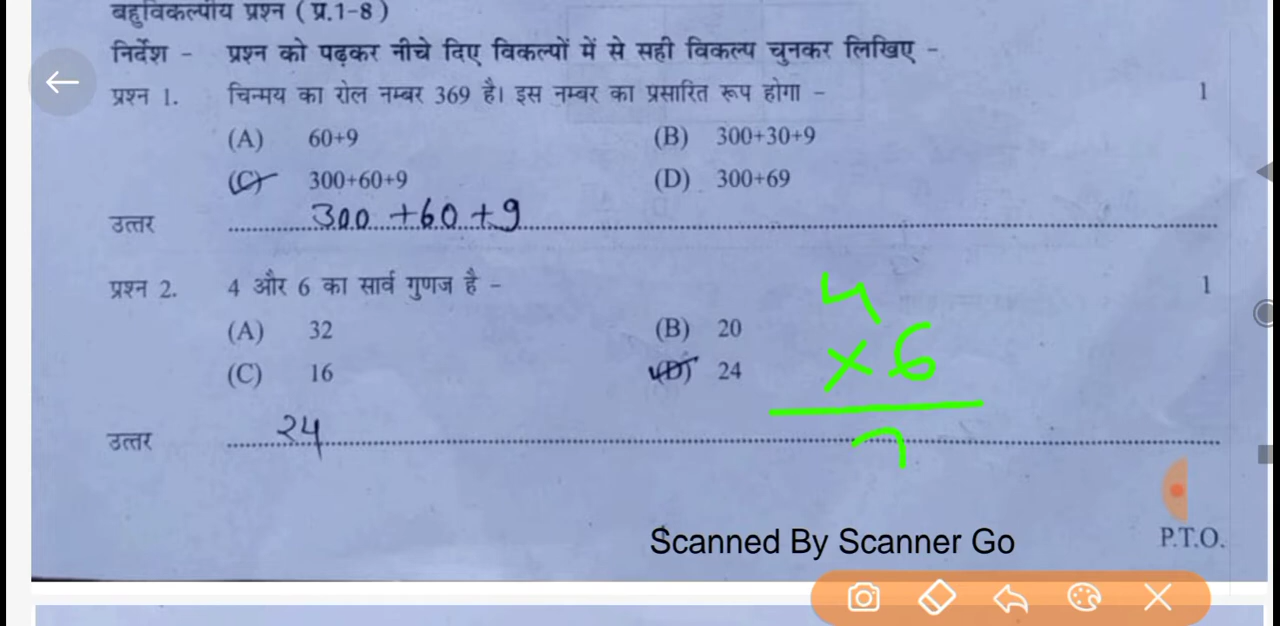 बहुविकल्पीय प्रश्न ( प्र.1-8 )
निर्देश - प्रश्न को पढ़कर नीचे दिए विकल्पों में से सही विकल्प चुनकर लिखिए -
प्रश्न 1. चिन्मय का रोल नम्बर 369 है। इस नम्बर का प्रसारित रूप होगा - 1
(A) 60+9 (B) 300+30+9
(C) 300+60+9 (D) 300+69
उत्तर 300 +60 +9
प्रश्न 2. 4 और 6 का सार्व गुणज है - 1
(A) 32 (B) 20
(C) 16 (D) 24
4
× 6
उत्तर 24
Scanned By Scanner Go
P.T.O.